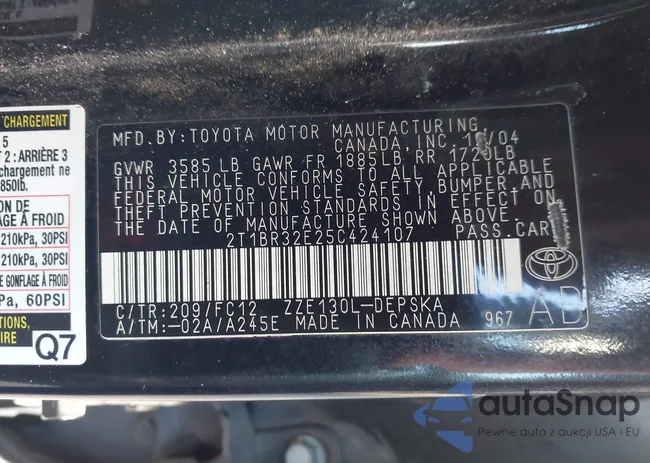 CHARGEMENT
5
T 2 : ARRIÈRE 3
chargement ne
850lb.
ON DE
AGE À FROID
210kPa, 30PSI
210kPa, 30PSI
GONFLAGE À FROID
Pa, 60PSI
TIONS,
IRE
Q7
MFD.BY:TOYOTA MOTOR MANUFACTURING
CANADA, INC. /04
GVWR 3585 LB GAWR FR 1885LB, RR 1720LB
THIS VEHICLE CONFORMS TO ALL APPLICABLE
FEDERAL MOTOR VEHICLE SAFETY, BUMPER, AND
THEFT PREVENTION STANDARDS IN EFFECT ON
THE DATE OF MANUFACTURE SHOWN ABOVE.
2T1BR32E25C424107 PASS.CAR
C/TR:209/FC12 ZZE130L-DEPSKA
A/TM:-02A/A245E MADE IN CANADA 967
AD
autoSnap
Pewne auta z aukcji USA i EU